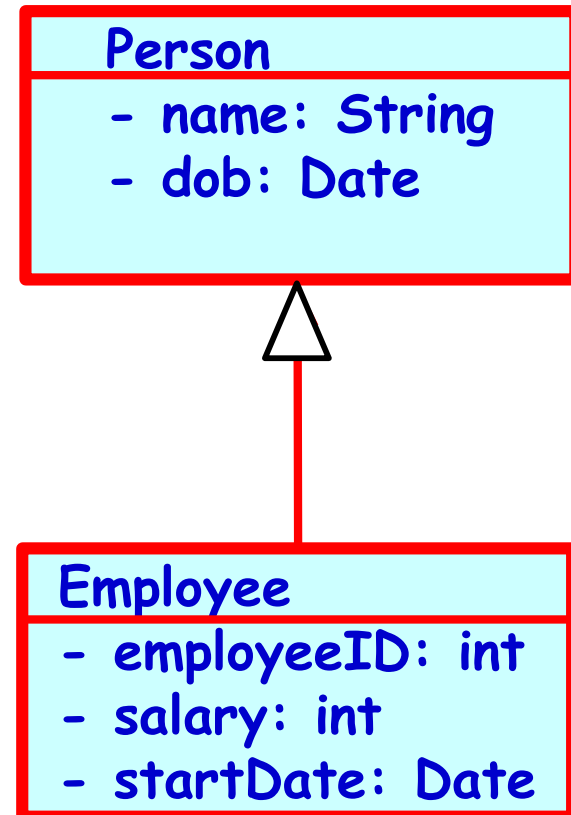 Person
- name: String
- dob: Date
Employee
- employeeID: int
- salary: int
- startDate: Date